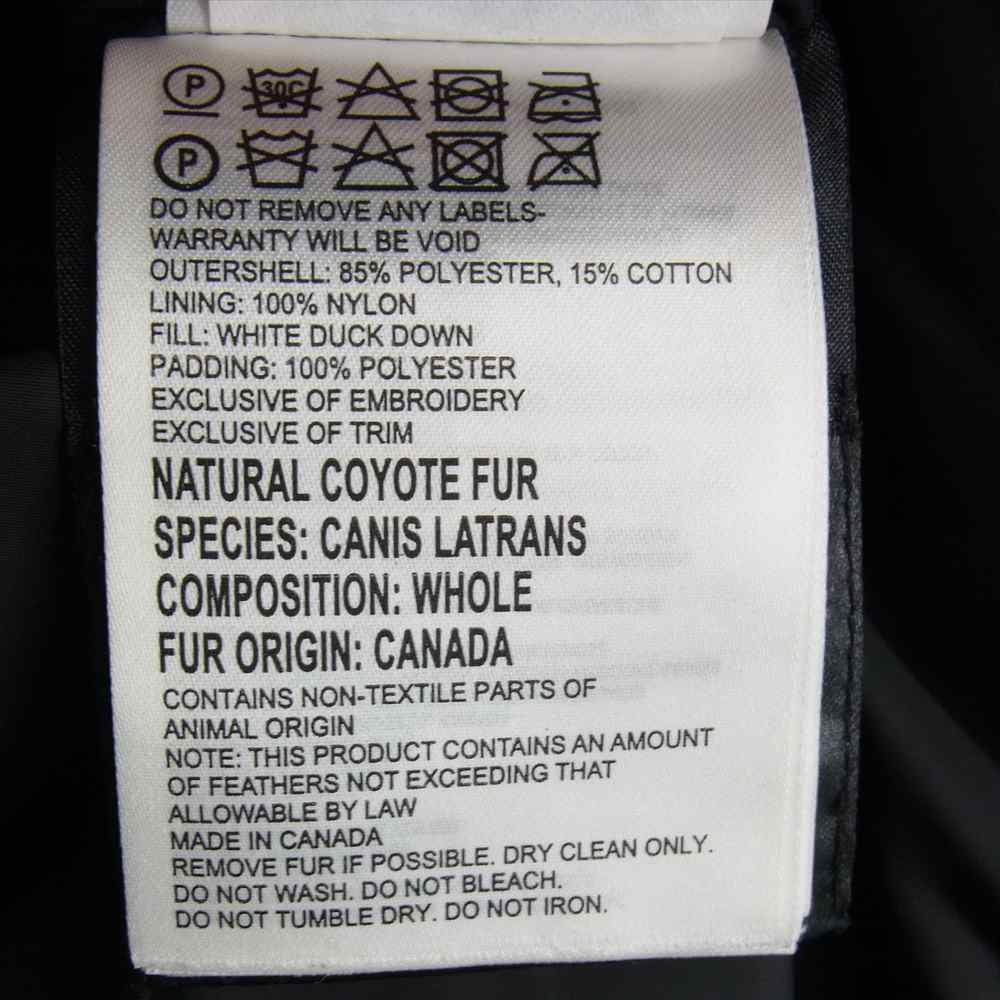 P 30C
P
DO NOT REMOVE ANY LABELS-
WARRANTY WILL BE VOID
OUTERSHELL: 85% POLYESTER, 15% COTTON
LINING: 100% NYLON
FILL: WHITE DUCK DOWN
PADDING: 100% POLYESTER
EXCLUSIVE OF EMBROIDERY
EXCLUSIVE OF TRIM
NATURAL COYOTE FUR
SPECIES: CANIS LATRANS
COMPOSITION: WHOLE
FUR ORIGIN: CANADA
CONTAINS NON-TEXTILE PARTS OF
ANIMAL ORIGIN
NOTE: THIS PRODUCT CONTAINS AN AMOUNT
OF FEATHERS NOT EXCEEDING THAT
ALLOWABLE BY LAW
MADE IN CANADA
REMOVE FUR IF POSSIBLE. DRY CLEAN ONLY.
DO NOT WASH. DO NOT BLEACH.
DO NOT TUMBLE DRY. DO NOT IRON.